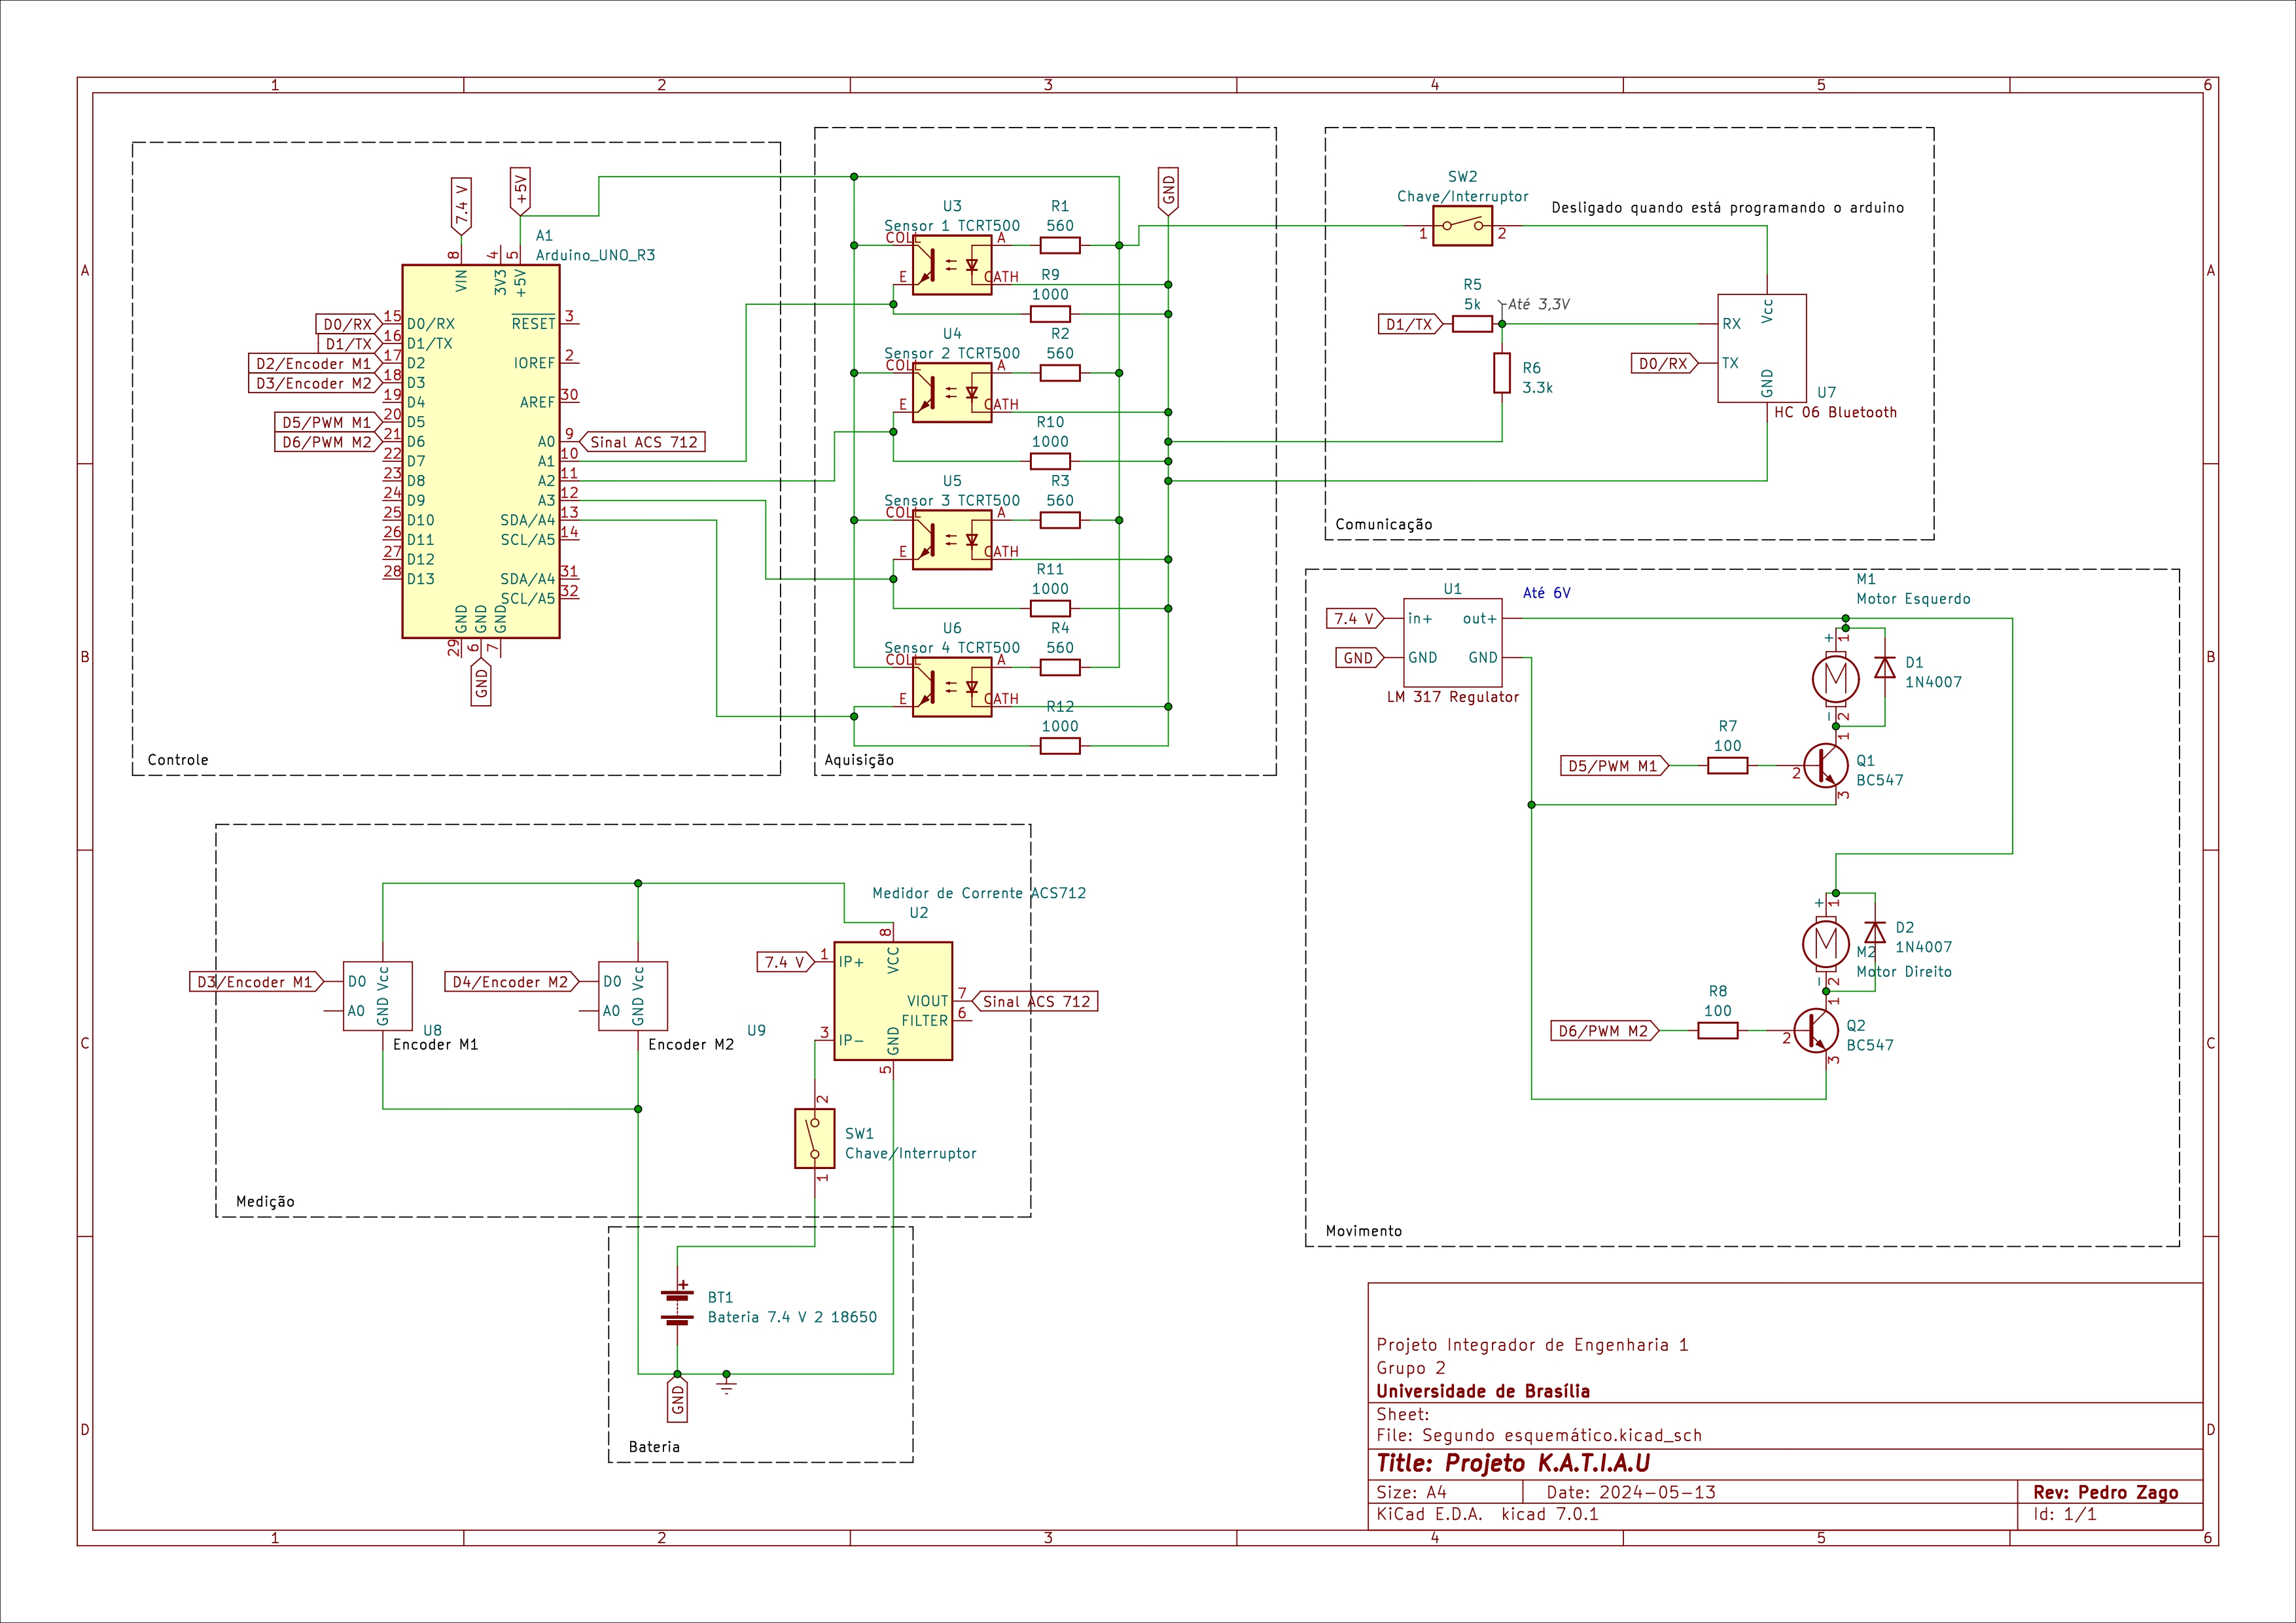 1 2 3 4 5 6
A
B
C
D
7.4 V
+5V
A1
Arduino_UNO_R3
8 4 5
VIN 3V3 +5V
D0/RX 15 D0/RX
D1/TX 16 D1/TX
D2/Encoder M1 17 D2
D3/Encoder M2 18 D3
19 D4
D5/PWM M1 20 D5
D6/PWM M2 21 D6
22 D7
23 D8
24 D9
25 D10
26 D11
27 D12
28 D13
RESET 3
IOREF 2
AREF 30
A0 9 Sinal ACS 712
A1 10
A2 11
A3 12
SDA/A4 13
SCL/A5 14
SDA/A4 31
SCL/A5 32
GND GND GND
29 6 7
GND
Controle
GND
U3
Sensor 1 TCRT500
COLL A
E CATH
R1
560
R9
1000
U4
Sensor 2 TCRT500
COLL A
E CATH
R2
560
R10
1000
U5
Sensor 3 TCRT500
COLL A
E CATH
R3
560
R11
1000
U6
Sensor 4 TCRT500
COLL A
E CATH
R4
560
R12
1000
Aquisição
SW2
Chave/Interruptor
1 2
Desligado quando está programando o arduino
R5
5k
Até 3,3V
D1/TX
R6
3.3k
RX
D0/RX TX
Vcc
GND
U7
HC 06 Bluetooth
Comunicação
U1
Até 6V
7.4 V in+ out+
GND GND GND
LM 317 Regulator
M1
Motor Esquerdo
+ 1
M
- 2
D1
1N4007
R7
100
D5/PWM M1
1
2
3
Q1
BC547
+ 1
M
- 2
D2
1N4007
M2
Motor Direito
R8
100
D6/PWM M2
1
2
3
Q2
BC547
Movimento
Medidor de Corrente ACS712
U2
8
VCC
7.4 V 1 IP+
VIOUT 7 Sinal ACS 712
FILTER 6
3 IP-
GND
5
D3/Encoder M1 D0
A0
GND Vcc
U8
Encoder M1
D4/Encoder M2 D0
A0
GND Vcc
U9
Encoder M2
2
SW1
Chave/Interruptor
1
Medição
+
BT1
Bateria 7.4 V 2 18650
GND
Bateria
Projeto Integrador de Engenharia 1
Grupo 2
Universidade de Brasília
Sheet:
File: Segundo esquemático.kicad_sch
Title: Projeto K.A.T.I.A.U
Size: A4 Date: 2024-05-13 Rev: Pedro Zago
KiCad E.D.A. kicad 7.0.1 Id: 1/1
A
B
C
D
1 2 3 4 5 6